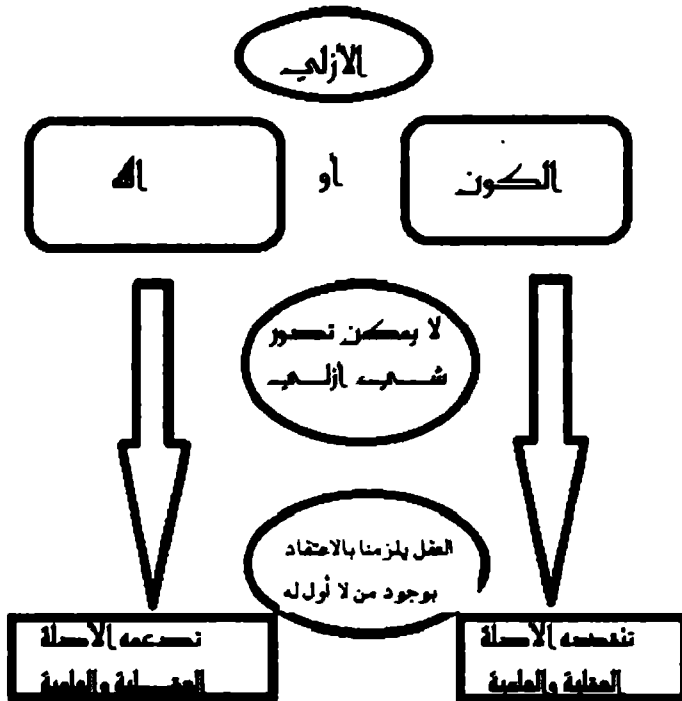 الأزلي
الكون
أو
الله
لا يمكن تصور
شيء أزلي
العقل يلزمنا بالاعتقاد
بوجود من لا أول له
تنقضه الأدلة
العقلية والعلمية
تدعمه الأدلة
العقلية والعلمية